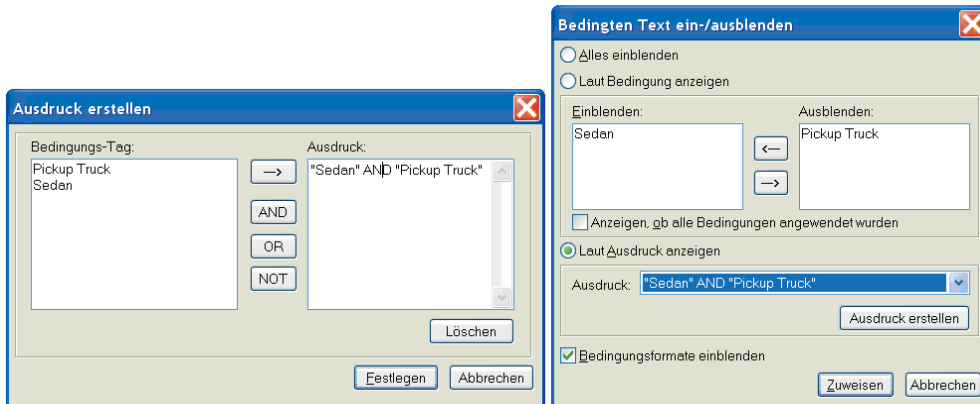 Ausdruck erstellen
Bedingungs-Tag:
Pickup Truck
Sedan
—>
AND
OR
NOT
Ausdruck:
"Sedan" AND "Pickup Truck"
Löschen
Festlegen
Abbrechen
Bedingten Text ein-/ausblenden
Alles einblenden
Laut Bedingung anzeigen
Einblenden:
Sedan
<—
—>
Ausblenden:
Pickup Truck
Anzeigen, ob alle Bedingungen angewendet wurden
Laut Ausdruck anzeigen
Ausdruck: "Sedan" AND "Pickup Truck"
Ausdruck erstellen
Bedingungsformate einblenden
Zuweisen
Abbrechen